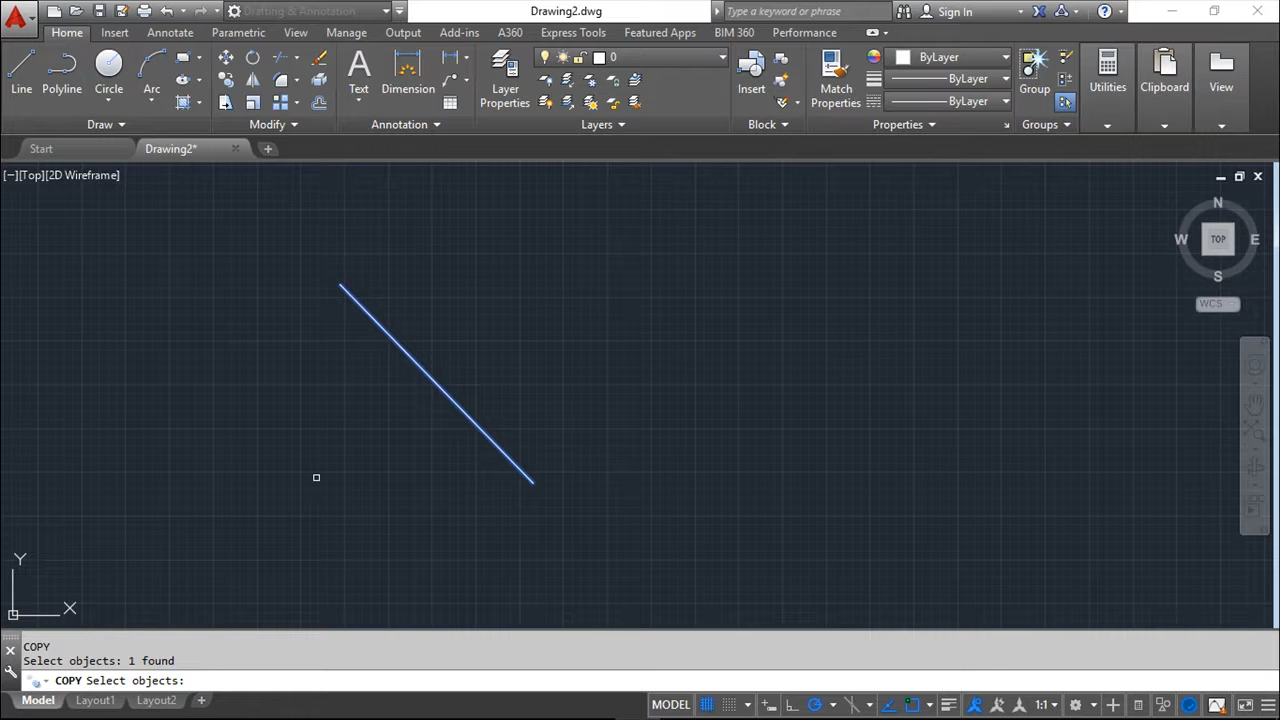 Drafting & Annotation
Drawing2.dwg
Type a keyword or phrase
Sign In
Home
Insert
Annotate
Parametric
View
Manage
Output
Add-ins
A360
Express Tools
Featured Apps
BIM 360
Performance
Line
Polyline
Circle
Arc
Text
Dimension
Layer
Properties
0
Insert
Match
Properties
ByLayer
ByLayer
ByLayer
Group
Utilities
Clipboard
View
Draw
Modify
Annotation
Layers
Block
Properties
Groups
Start
Drawing2*
[−][Top][2D Wireframe]
N
W
TOP
E
S
WCS
Y
X
COPY
Select objects: 1 found
COPY Select objects:
Model
Layout1
Layout2
MODEL
1:1